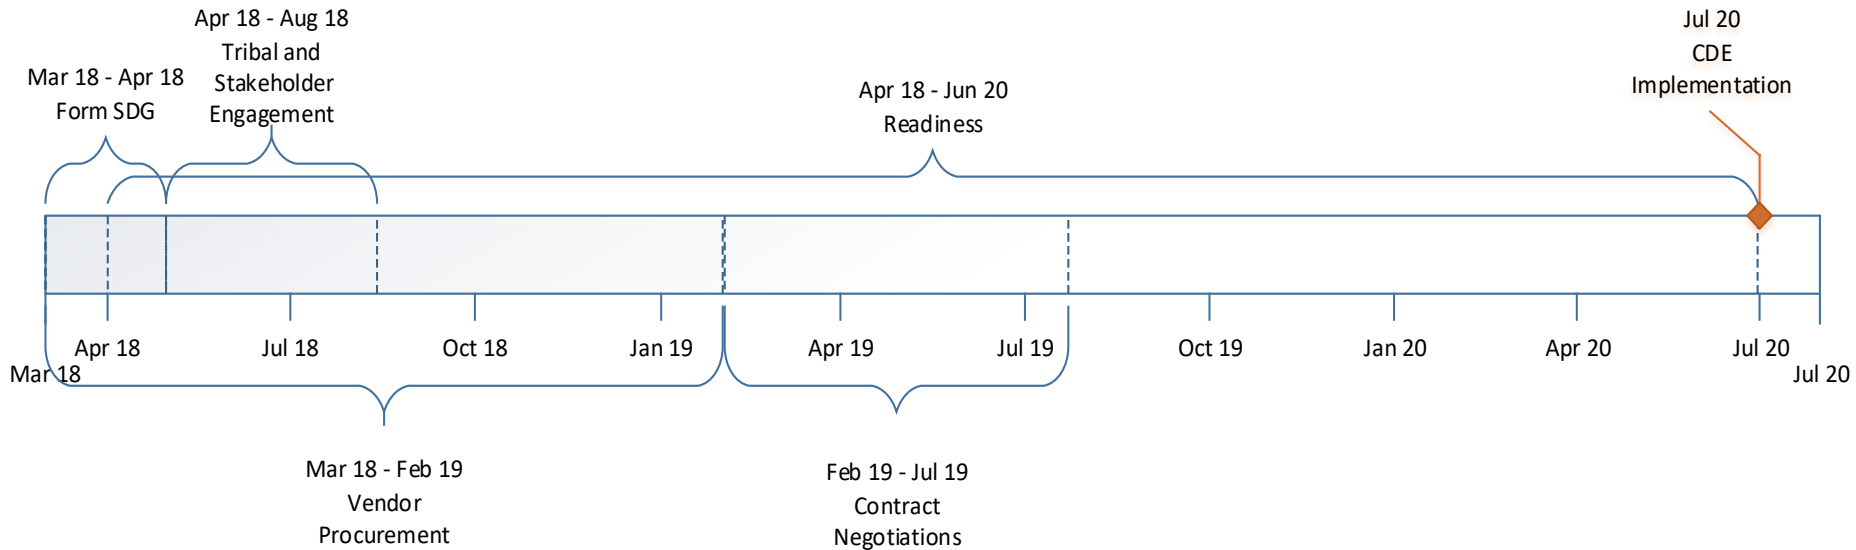 Apr 18 - Aug 18
Tribal and
Stakeholder
Engagement
Mar 18 - Apr 18
Form SDG
Apr 18 - Jun 20
Readiness
Jul 20
CDE
Implementation
Apr 18
Jul 18
Oct 18
Jan 19
Apr 19
Jul 19
Oct 19
Jan 20
Apr 20
Jul 20
Mar 18
Jul 20
Mar 18 - Feb 19
Vendor
Procurement
Feb 19 - Jul 19
Contract
Negotiations